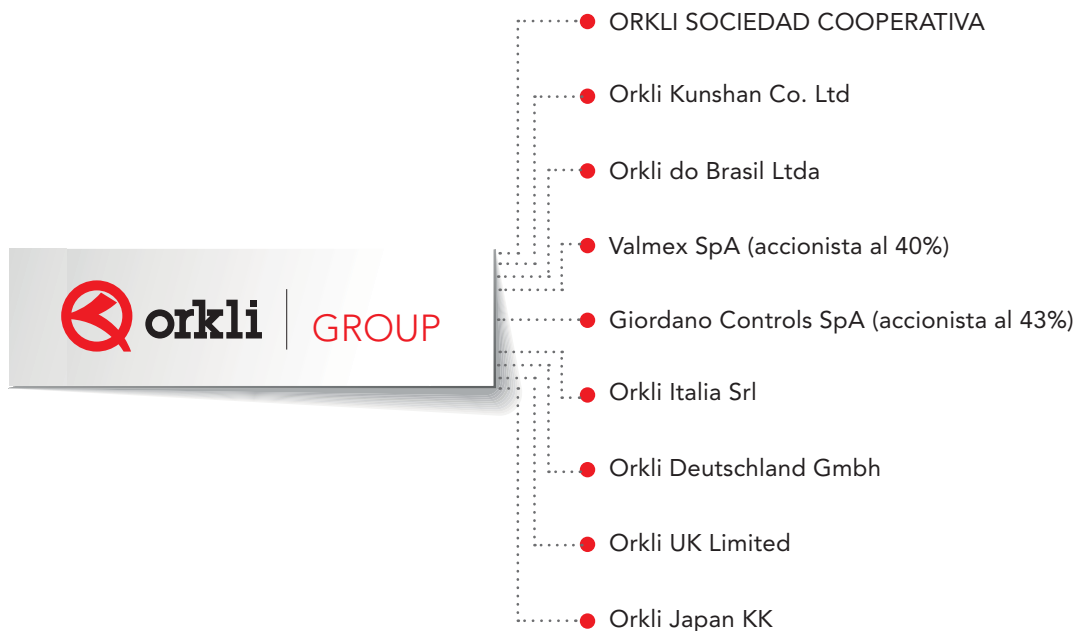 ORKLI SOCIEDAD COOPERATIVA
Orkli Kunshan Co. Ltd
Orkli do Brasil Ltda
Valmex SpA (accionista al 40%)
orkli GROUP
Giordano Controls SpA (accionista al 43%)
Orkli Italia Srl
Orkli Deutschland Gmbh
Orkli UK Limited
Orkli Japan KK